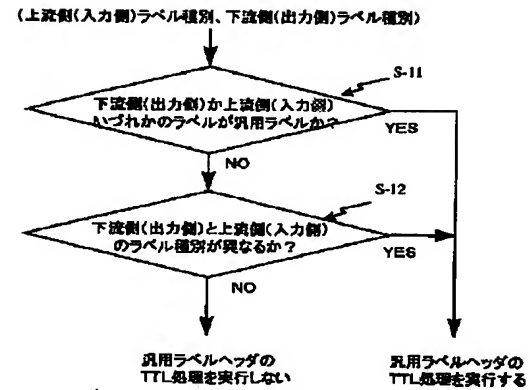 (上流側(入力側)ラベル種別、下流側(出力側)ラベル種別)
S-11
下流側(出力側)か上流側(入力側)
いづれかのラベルが汎用ラベルか?
YES
NO
S-12
下流側(出力側)と上流側(入力側)
のラベル種別が異なるか?
YES
NO
汎用ラベルヘッダの
TTL処理を実行しない
汎用ラベルヘッダの
TTL処理を実行する